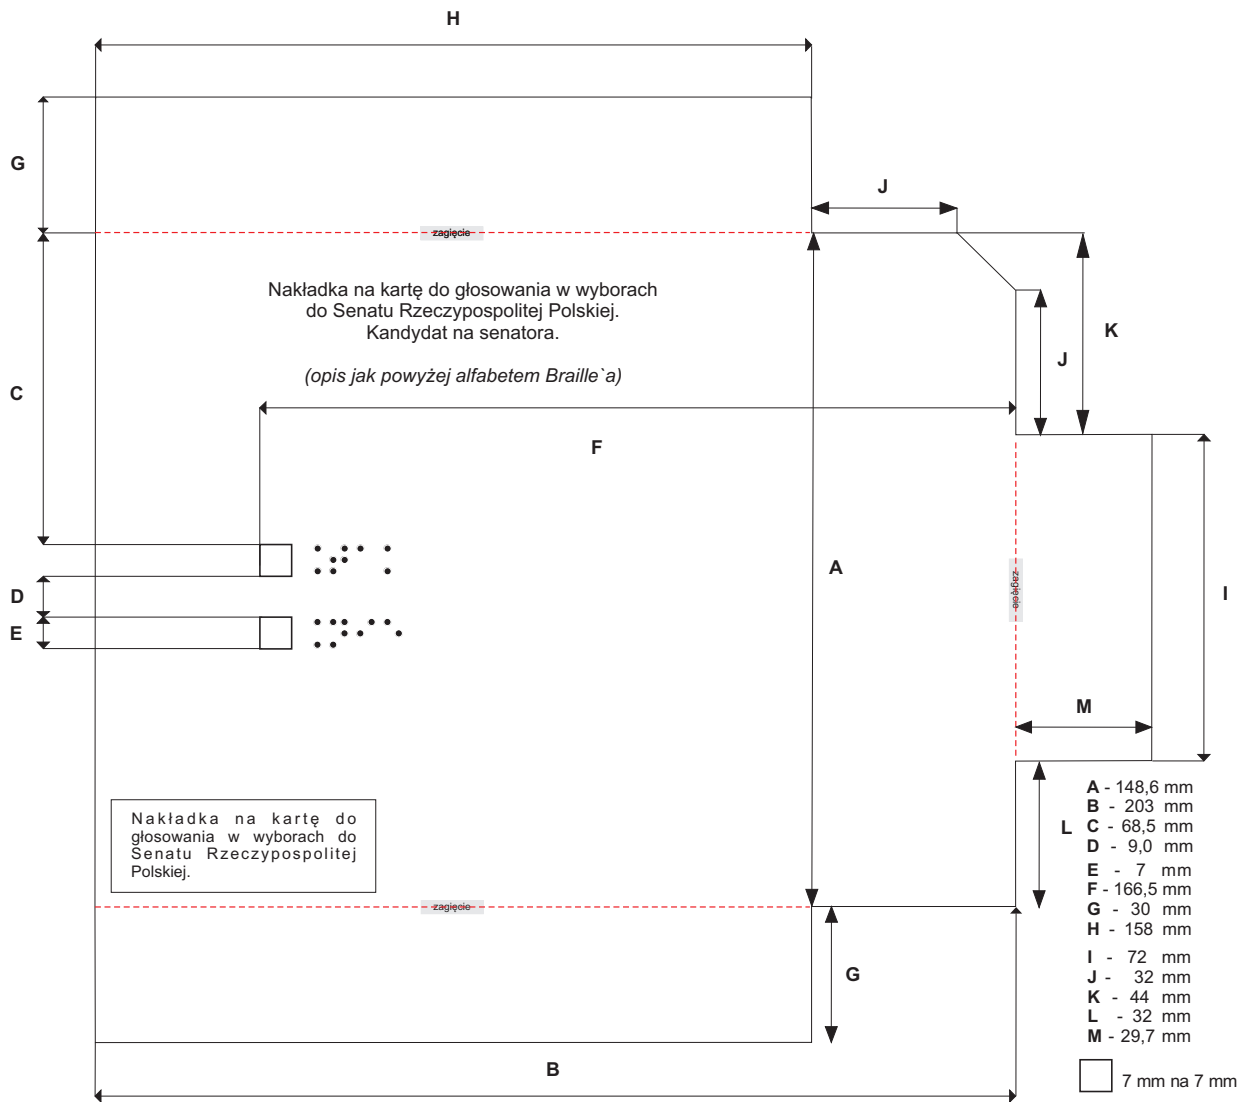 H
G
J
zagięcie
Nakładka na kartę do głosowania w wyborach
do Senatu Rzeczypospolitej Polskiej.
Kandydat na senatora.
K
J
(opis jak powyżej alfabetem Braille`a)
C
F
A
zagięcie
I
D
E
M
Nakładka na kartę do
głosowania w wyborach do
Senatu Rzeczypospolitej
Polskiej.
L
A - 148,6 mm
B - 203 mm
C - 68,5 mm
D - 9,0 mm
E - 7 mm
F - 166,5 mm
G - 30 mm
H - 158 mm
I - 72 mm
J - 32 mm
K - 44 mm
L - 32 mm
M - 29,7 mm
zagięcie
G
B
7 mm na 7 mm